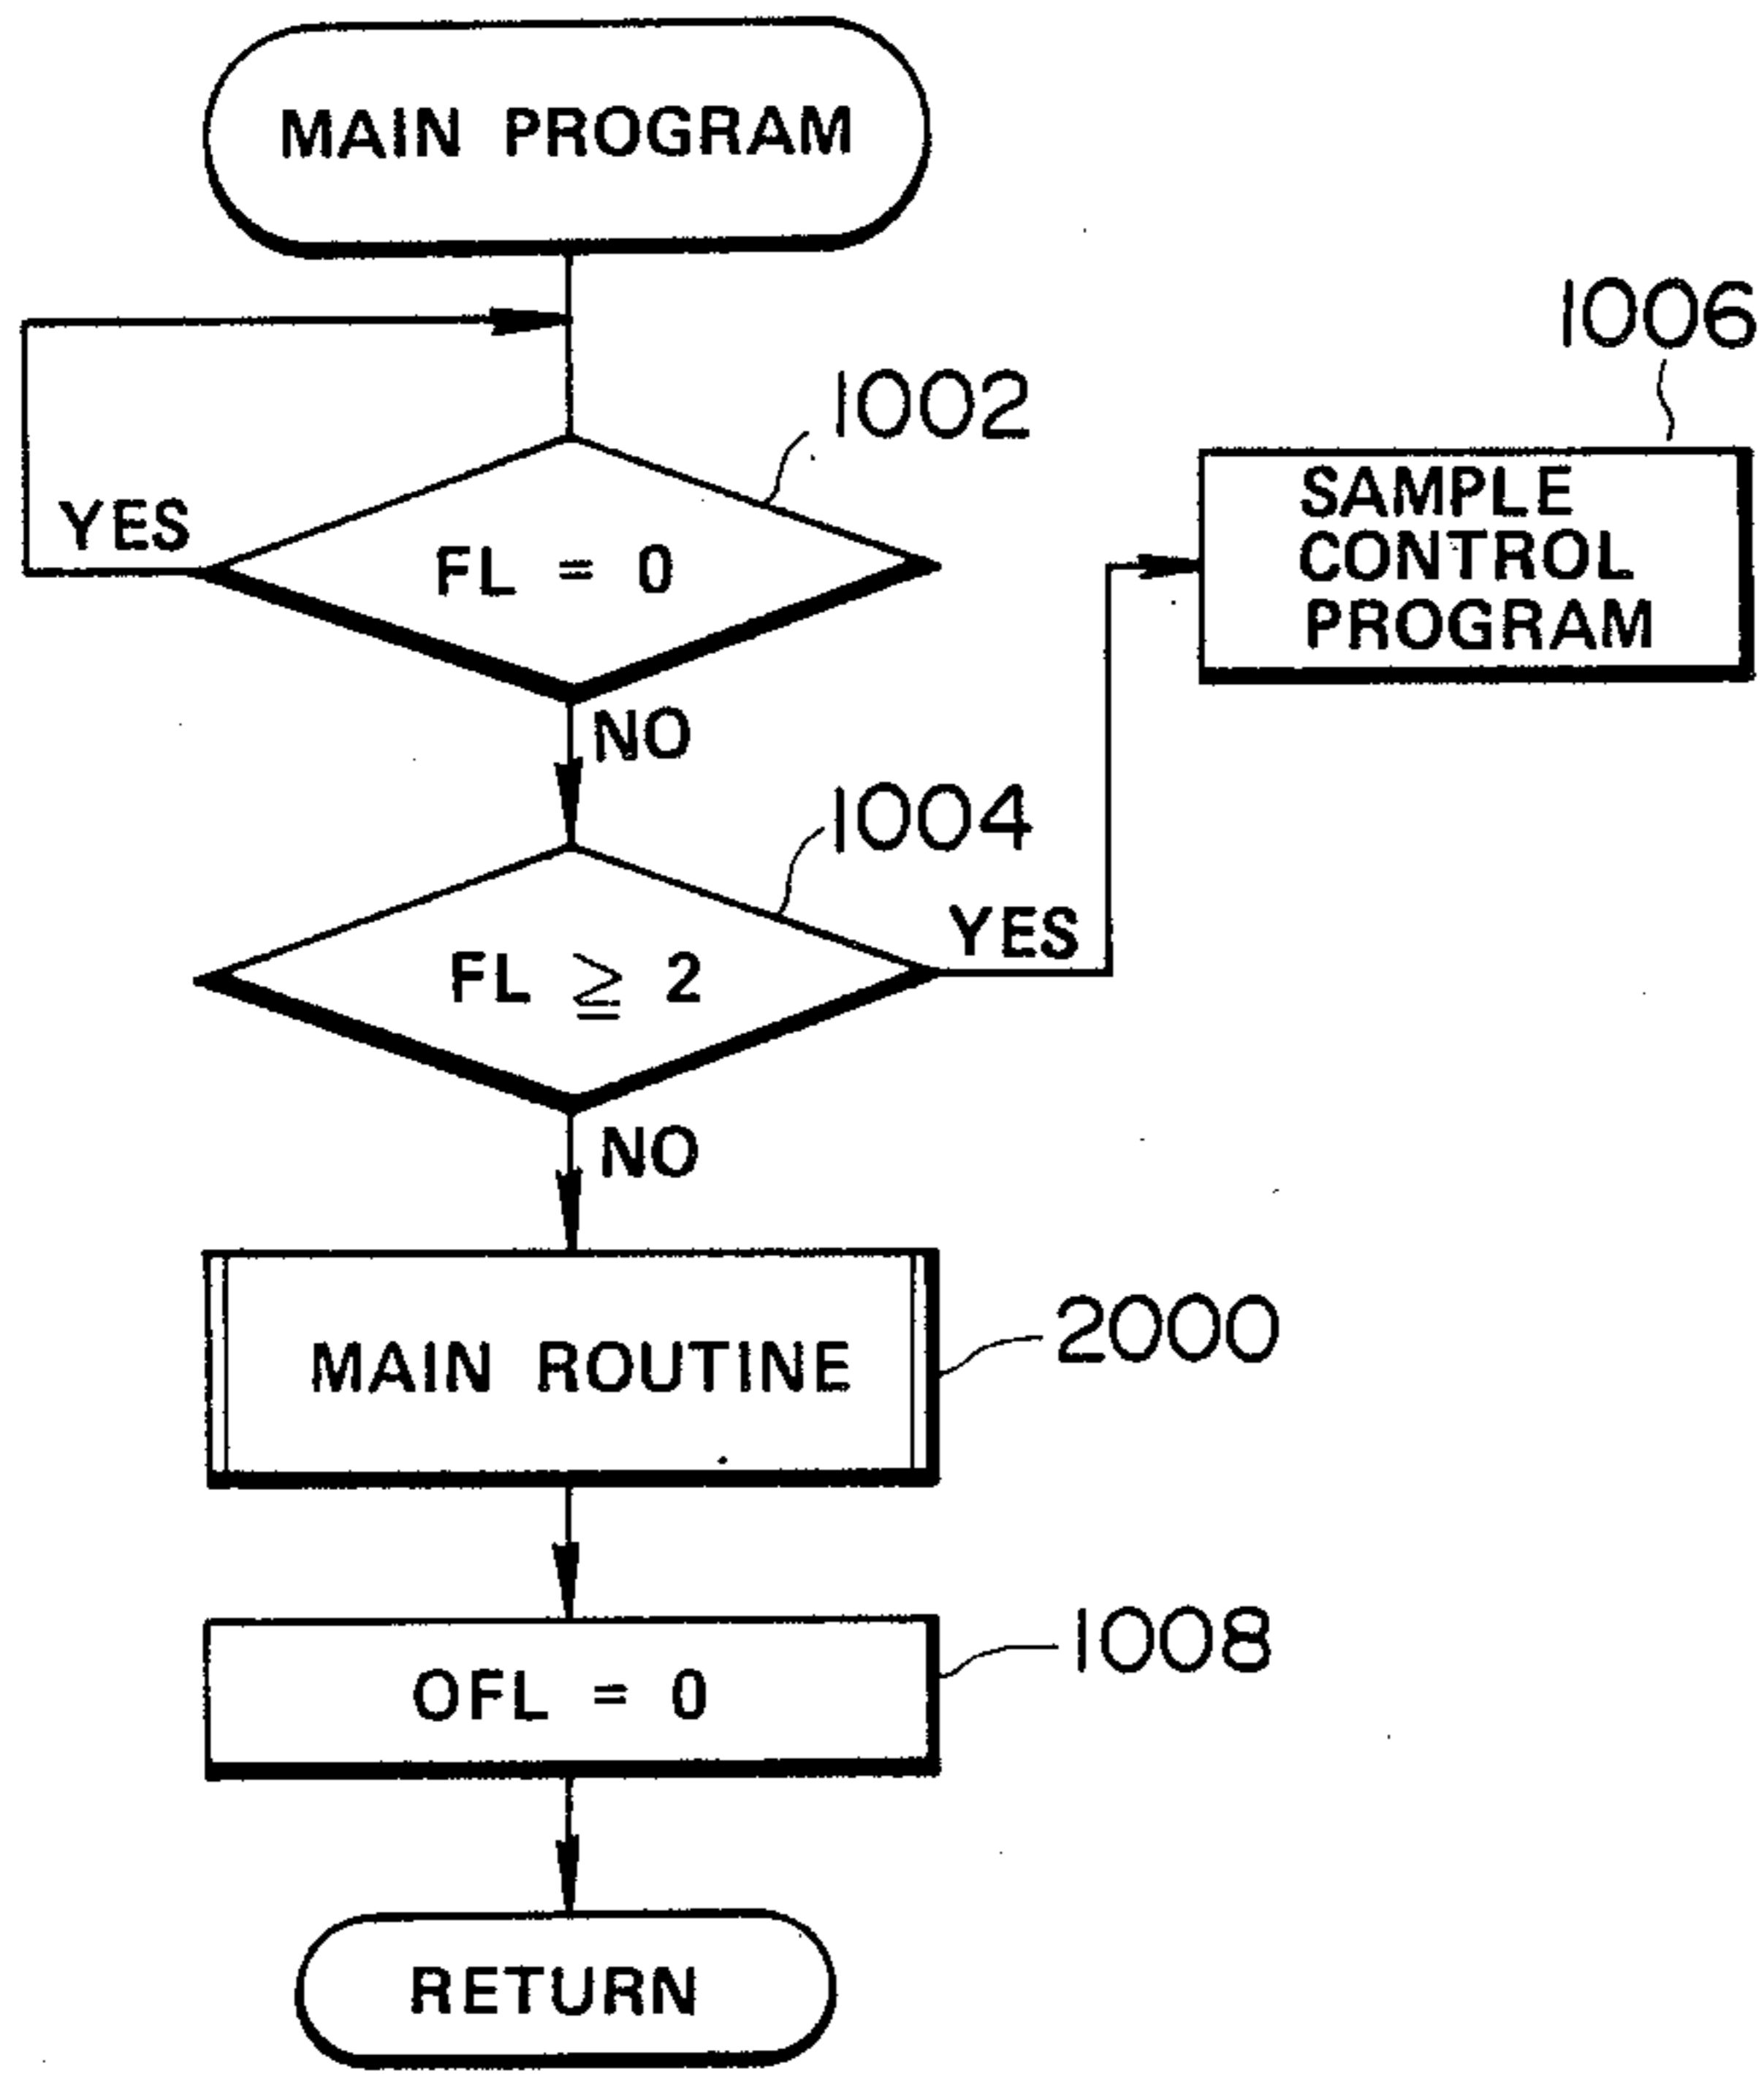 MAIN PROGRAM
1006
1002
SAMPLE
CONTROL
PROGRAM
YES
FL = 0
NO
1004
YES
FL ≧ 2
NO
MAIN ROUTINE
2000
OFL = 0
1008
RETURN